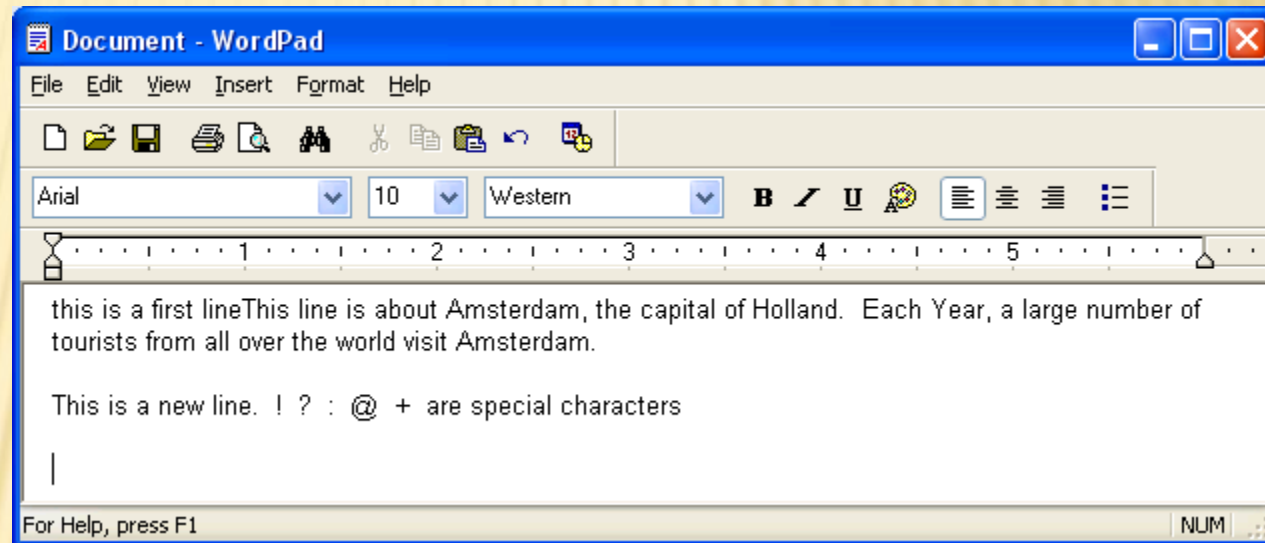 Document - WordPad
File Edit View Insert Format Help
Arial 10 Western B I U
1 2 3 4 5
this is a first lineThis line is about Amsterdam, the capital of Holland.  Each Year, a large number of
tourists from all over the world visit Amsterdam.
This is a new line.  !  ?  :  @  +  are special characters
For Help, press F1 NUM